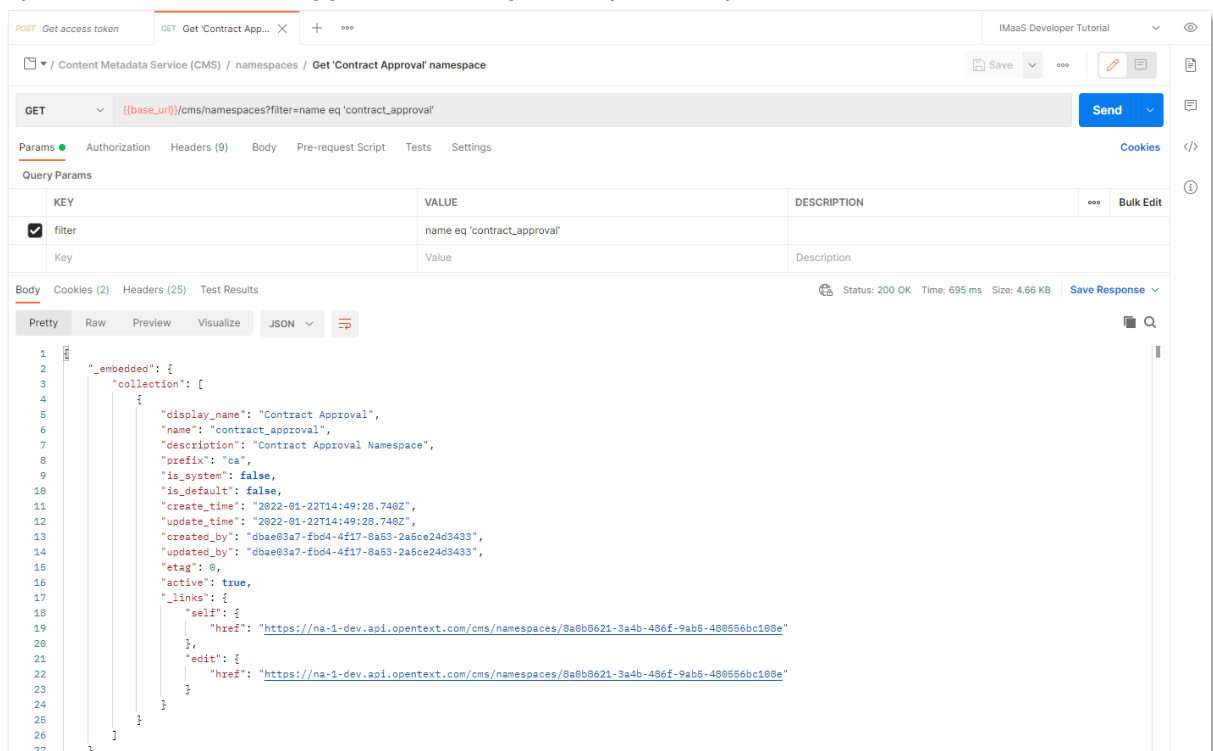 POST Get access token GET Get 'Contract App... IMaaS Developer Tutorial
/ Content Metadata Service (CMS) / namespaces / Get 'Contract Approval' namespace Save
GET {{base_url}}/cms/namespaces?filter=name eq 'contract_approval' Send
Params Authorization Headers (9) Body Pre-request Script Tests Settings Cookies
Query Params
KEY VALUE DESCRIPTION Bulk Edit
filter name eq 'contract_approval'
Key Value Description
Body Cookies (2) Headers (25) Test Results Status: 200 OK Time: 695 ms Size: 4.66 KB Save Response
Pretty Raw Preview Visualize JSON
1 {
2 "_embedded": {
3 "collection": [
4 {
5 "display_name": "Contract Approval",
6 "name": "contract_approval",
7 "description": "Contract Approval Namespace",
8 "prefix": "ca",
9 "is_system": false,
10 "is_default": false,
11 "create_time": "2022-01-22T14:49:28.740Z",
12 "update_time": "2022-01-22T14:49:28.740Z",
13 "created_by": "dbae03a7-fbd4-4f17-8a53-2a5ce24d3433",
14 "updated_by": "dbae03a7-fbd4-4f17-8a53-2a5ce24d3433",
15 "etag": 0,
16 "active": true,
17 "_links": {
18 "self": {
19 "href": "https://na-1-dev.api.opentext.com/cms/namespaces/8a0b8621-3a4b-486f-9ab5-480556bc108e"
20 },
21 "edit": {
22 "href": "https://na-1-dev.api.opentext.com/cms/namespaces/8a0b8621-3a4b-486f-9ab5-480556bc108e"
23 }
24 }
25 }
26 ]
27 }